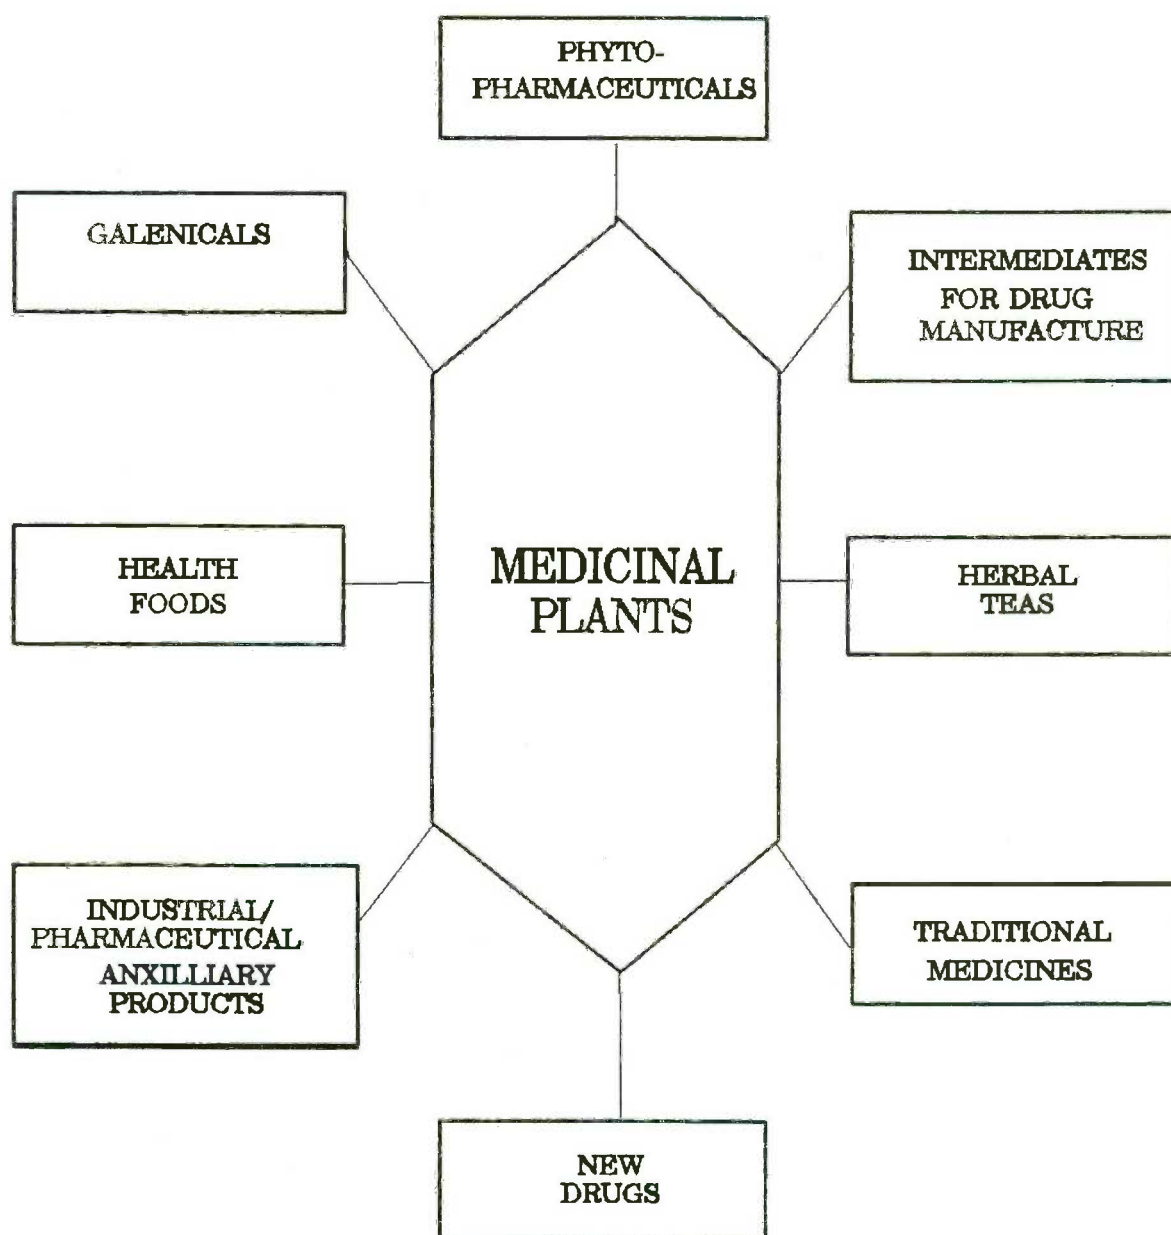 PHYTO-
PHARMACEUTICALS
GALENICALS
INTERMEDIATES
FOR DRUG
MANUFACTURE
HEALTH
FOODS
MEDICINAL
PLANTS
HERBAL
TEAS
INDUSTRIAL/
PHARMACEUTICAL
ANXILLIARY
PRODUCTS
TRADITIONAL
MEDICINES
NEW
DRUGS